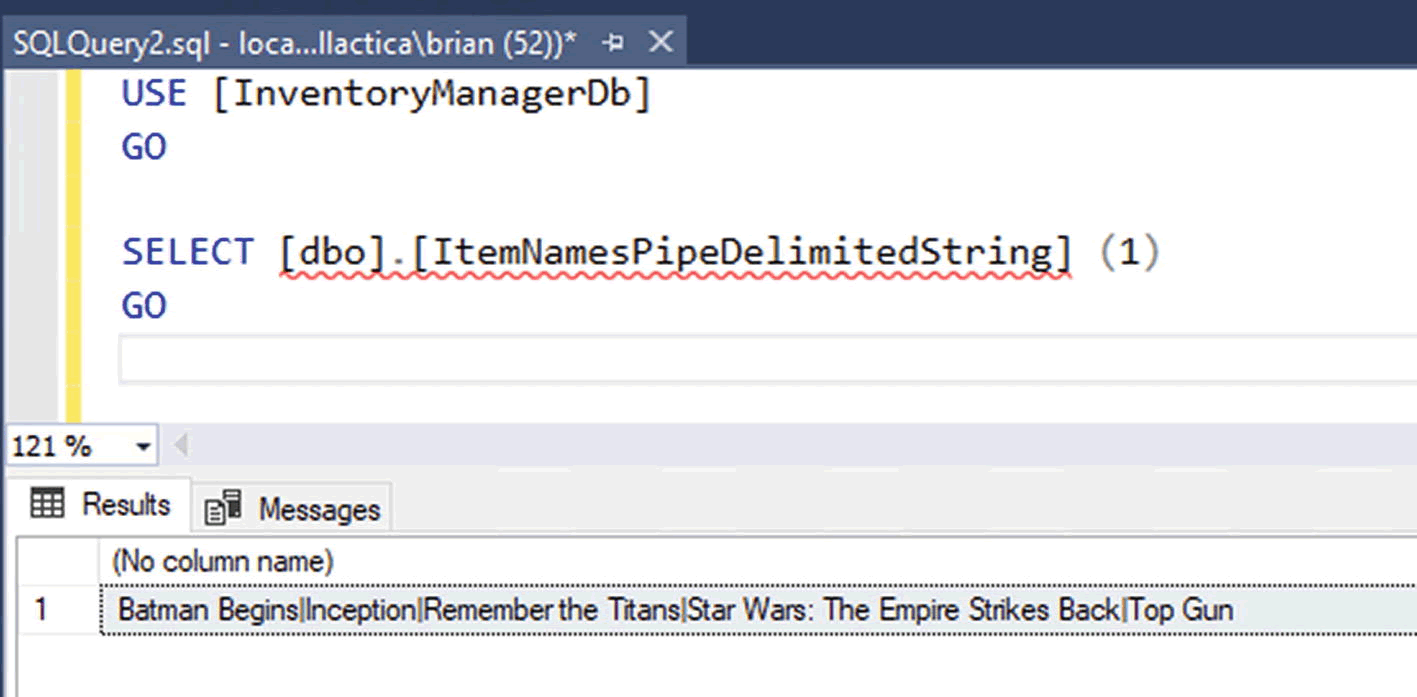 SQLQuery2.sql - loca...llactica\brian (52))*
USE [InventoryManagerDb]
GO
SELECT [dbo].[ItemNamesPipeDelimitedString] (1)
GO
121 %
Results Messages
(No column name)
1 Batman Begins|Inception|Remember the Titans|Star Wars: The Empire Strikes Back|Top Gun